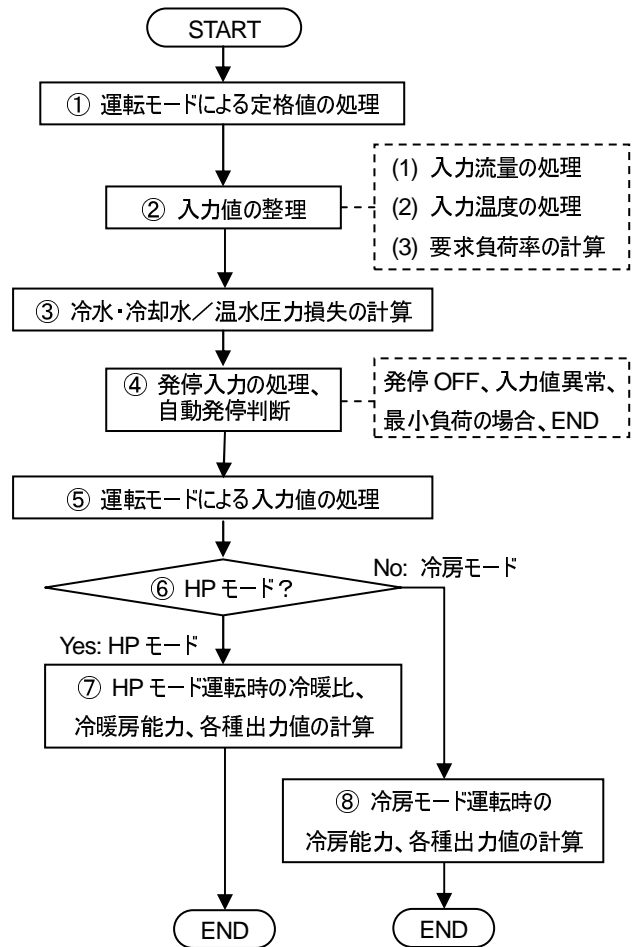 START
① 運転モードによる定格値の処理
② 入力値の整理
(1) 入力流量の処理
(2) 入力温度の処理
(3) 要求負荷率の計算
③ 冷水・冷却水／温水圧力損失の計算
④ 発停入力の処理、
自動発停判断
発停 OFF、入力値異常、
最小負荷の場合、END
⑤ 運転モードによる入力値の処理
⑥ HP モード？
No: 冷房モード
Yes: HP モード
⑦ HP モード運転時の冷暖比、
冷暖房能力、各種出力値の計算
⑧ 冷房モード運転時の
冷房能力、各種出力値の計算
END
END